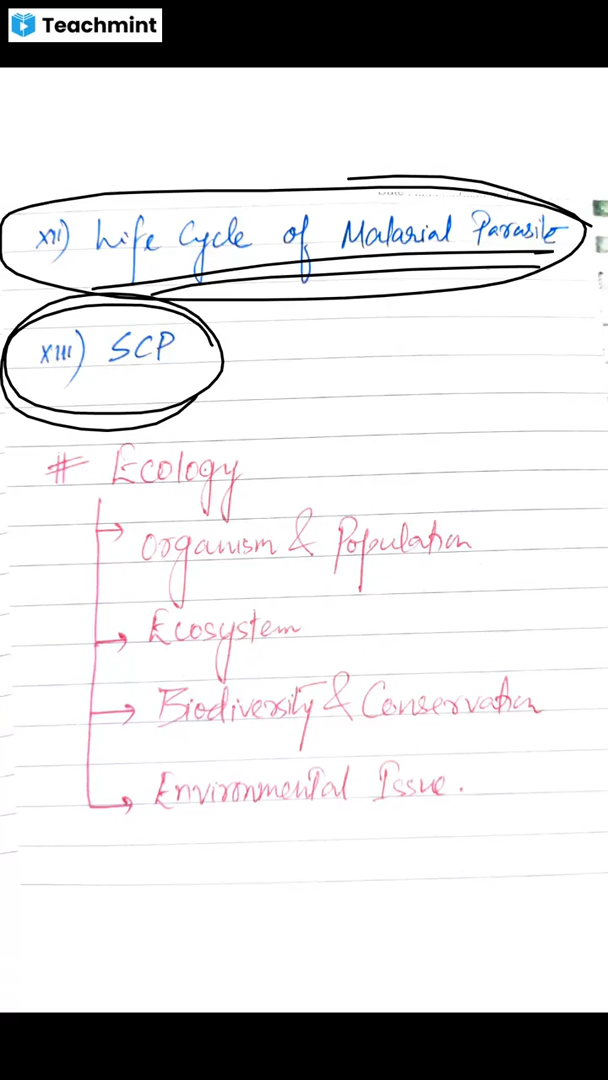 Teachmint
XII) Life Cycle of Malarial Parasite
XIII) SCP
# Ecology
Organism & Population
Ecosystem
Biodiversity & Conservation
Environmental Issue.